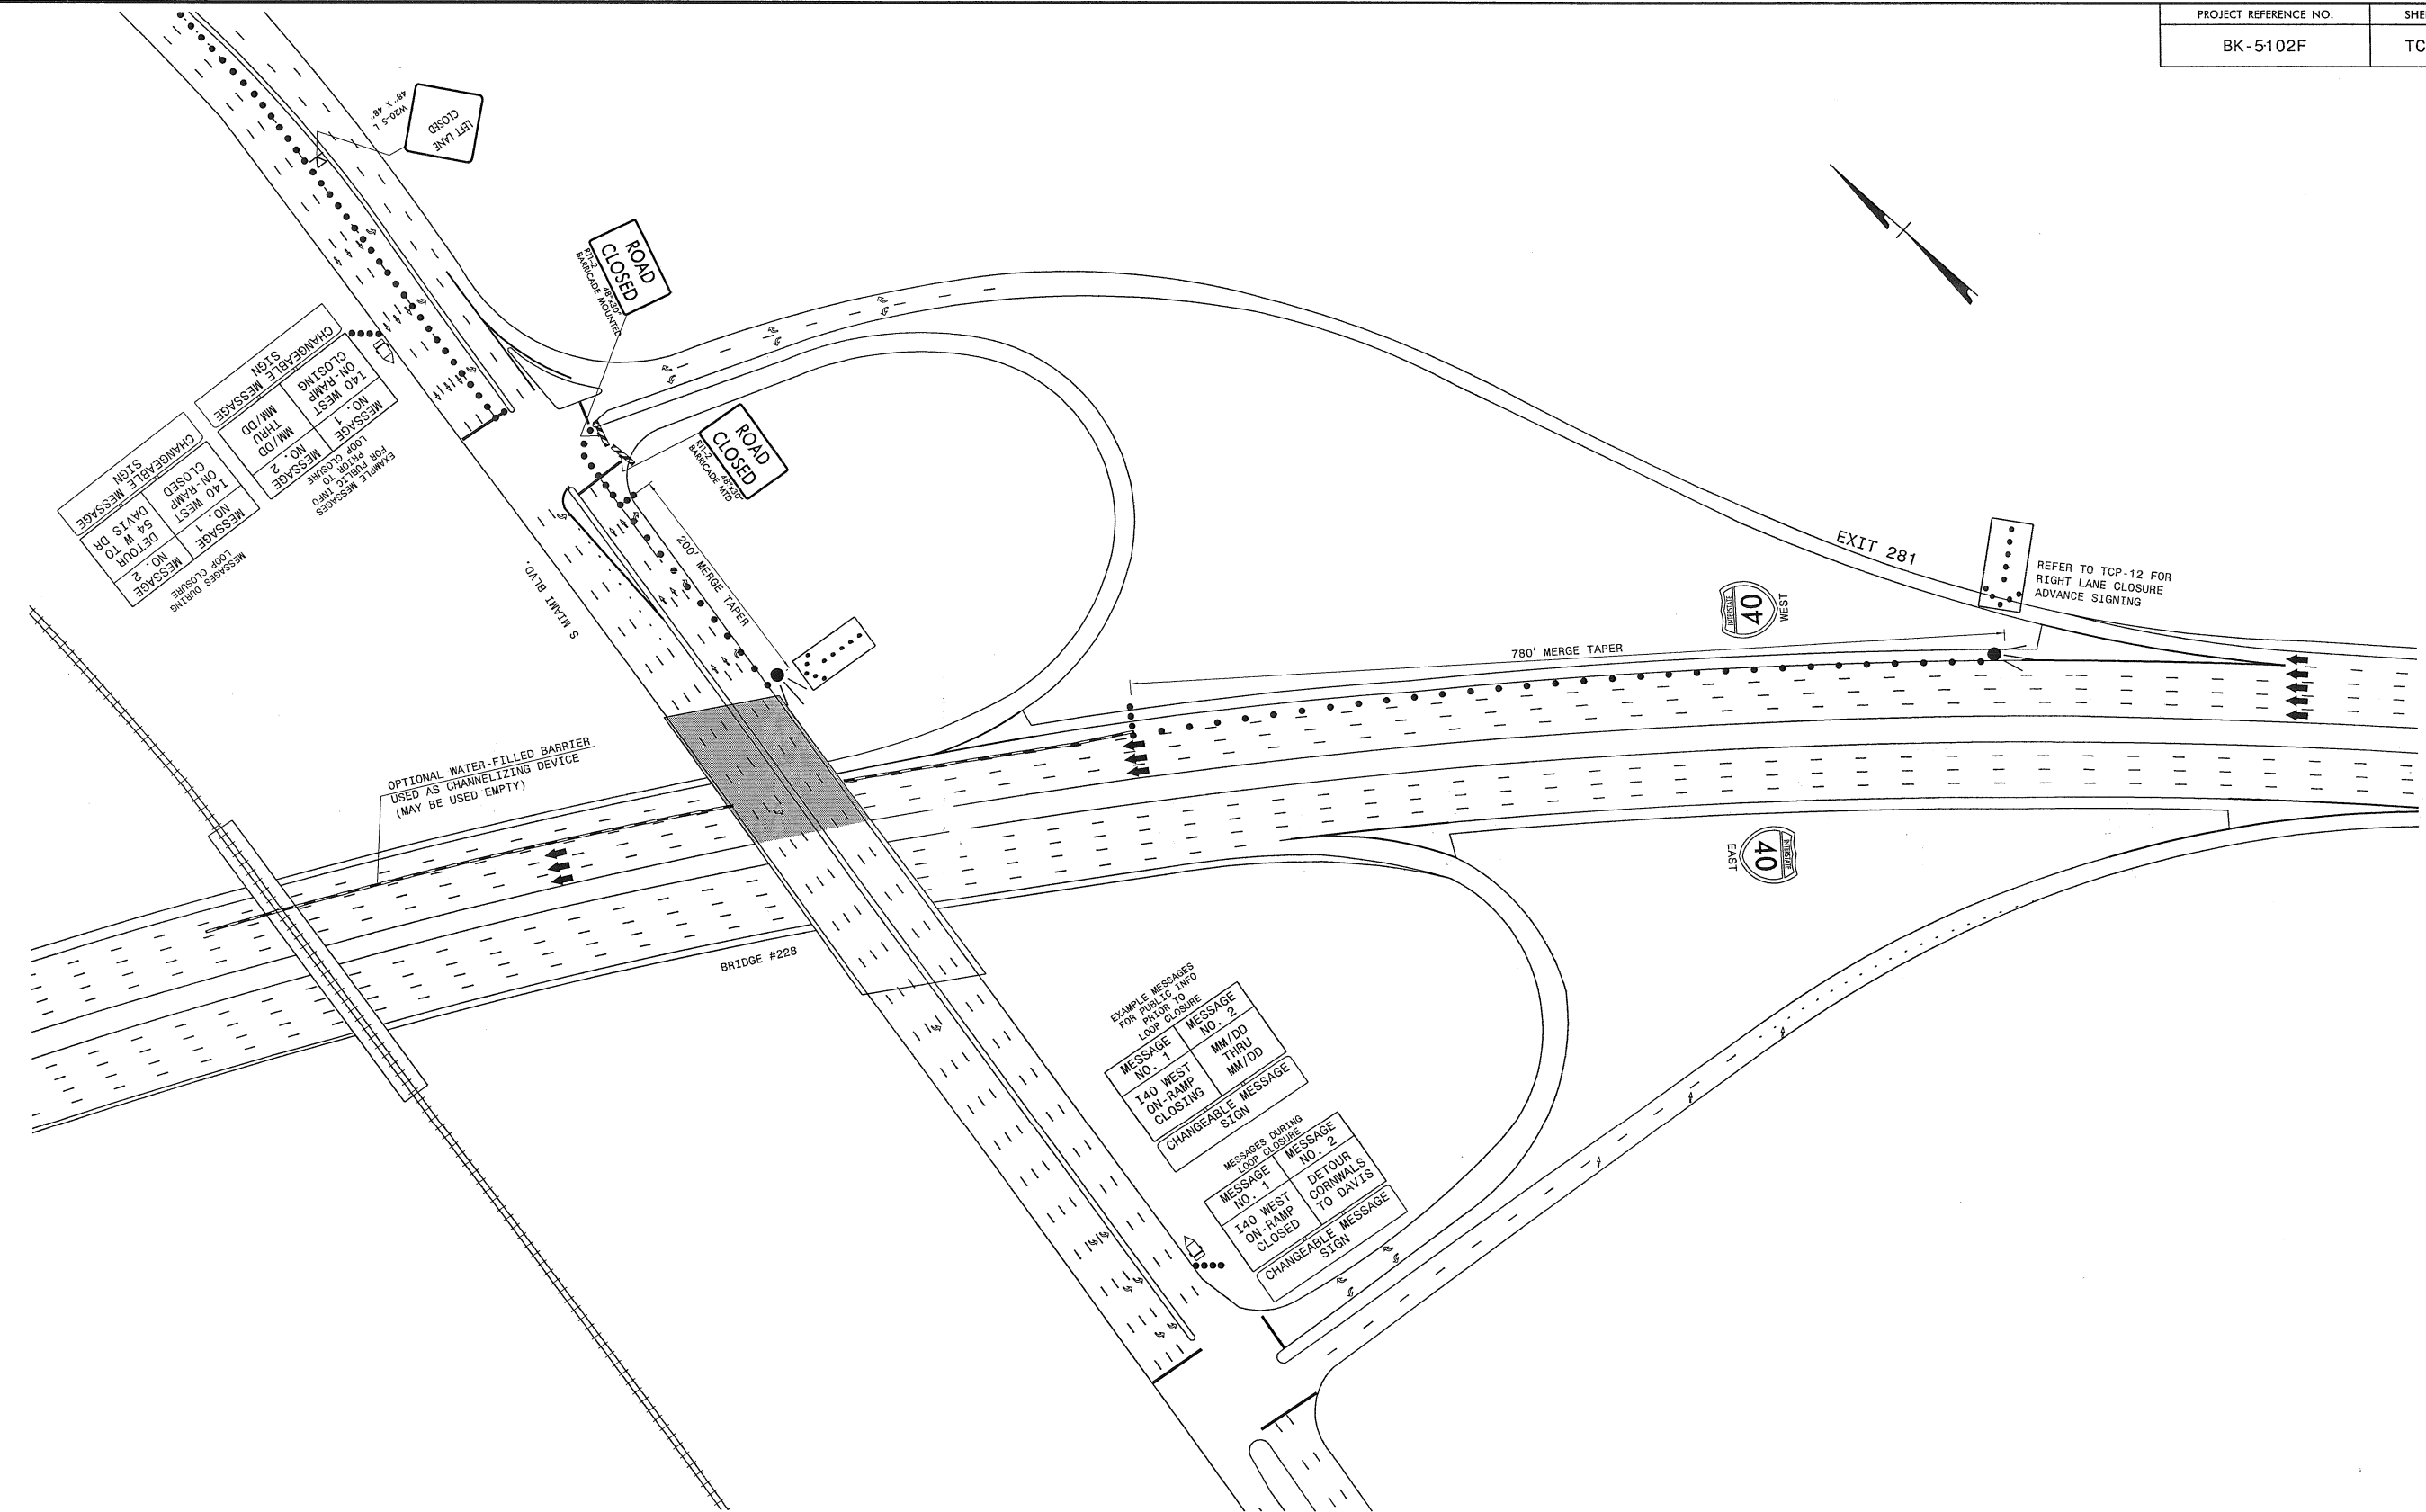 PROJECT REFERENCE NO.
BK-5102F
TC
LEFT LANE
CLOSED
W20-5 L
48" X 48"
ROAD
CLOSED
R11-2 48"x30"
BARRICADE MOUNTED
ROAD
CLOSED
R11-2 48"x30"
BARRICADE MTD
EXAMPLE MESSAGES
FOR PUBLIC INFO
PRIOR TO
LOOP CLOSURE
MESSAGE
NO. 1
MESSAGE
NO. 2
I40 WEST
ON-RAMP
CLOSING
MM/DD
THRU
MM/DD
CHANGEABLE MESSAGE
SIGN
MESSAGES DURING
LOOP CLOSURE
MESSAGE
NO. 1
MESSAGE
NO. 2
I40 WEST
ON-RAMP
CLOSED
DETOUR
54 W TO
DAVIS DR
CHANGEABLE MESSAGE
SIGN
S MIAMI BLVD.
200' MERGE TAPER
EXIT 281
REFER TO TCP-12 FOR
RIGHT LANE CLOSURE
ADVANCE SIGNING
INTERSTATE
40
WEST
780' MERGE TAPER
OPTIONAL WATER-FILLED BARRIER
USED AS CHANNELIZING DEVICE
(MAY BE USED EMPTY)
INTERSTATE
40
EAST
BRIDGE #228
EXAMPLE MESSAGES
FOR PUBLIC INFO
PRIOR TO
LOOP CLOSURE
MESSAGE
NO. 1
MESSAGE
NO. 2
I40 WEST
ON-RAMP
CLOSING
MM/DD
THRU
MM/DD
CHANGEABLE MESSAGE
SIGN
MESSAGES DURING
LOOP CLOSURE
MESSAGE
NO. 1
MESSAGE
NO. 2
I40 WEST
ON-RAMP
CLOSED
DETOUR
CORNWALS
TO DAVIS
CHANGEABLE MESSAGE
SIGN